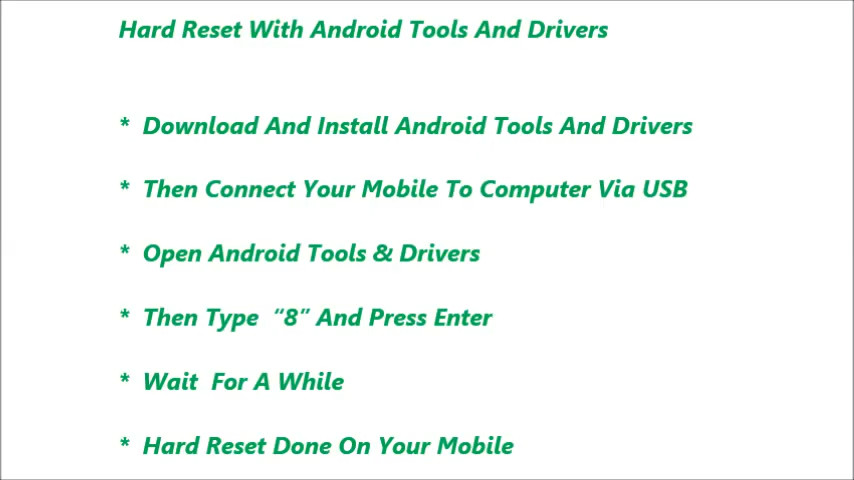 Hard Reset With Android Tools And Drivers
* Download And Install Android Tools And Drivers
* Then Connect Your Mobile To Computer Via USB
* Open Android Tools & Drivers
* Then Type “8” And Press Enter
* Wait For A While
* Hard Reset Done On Your Mobile